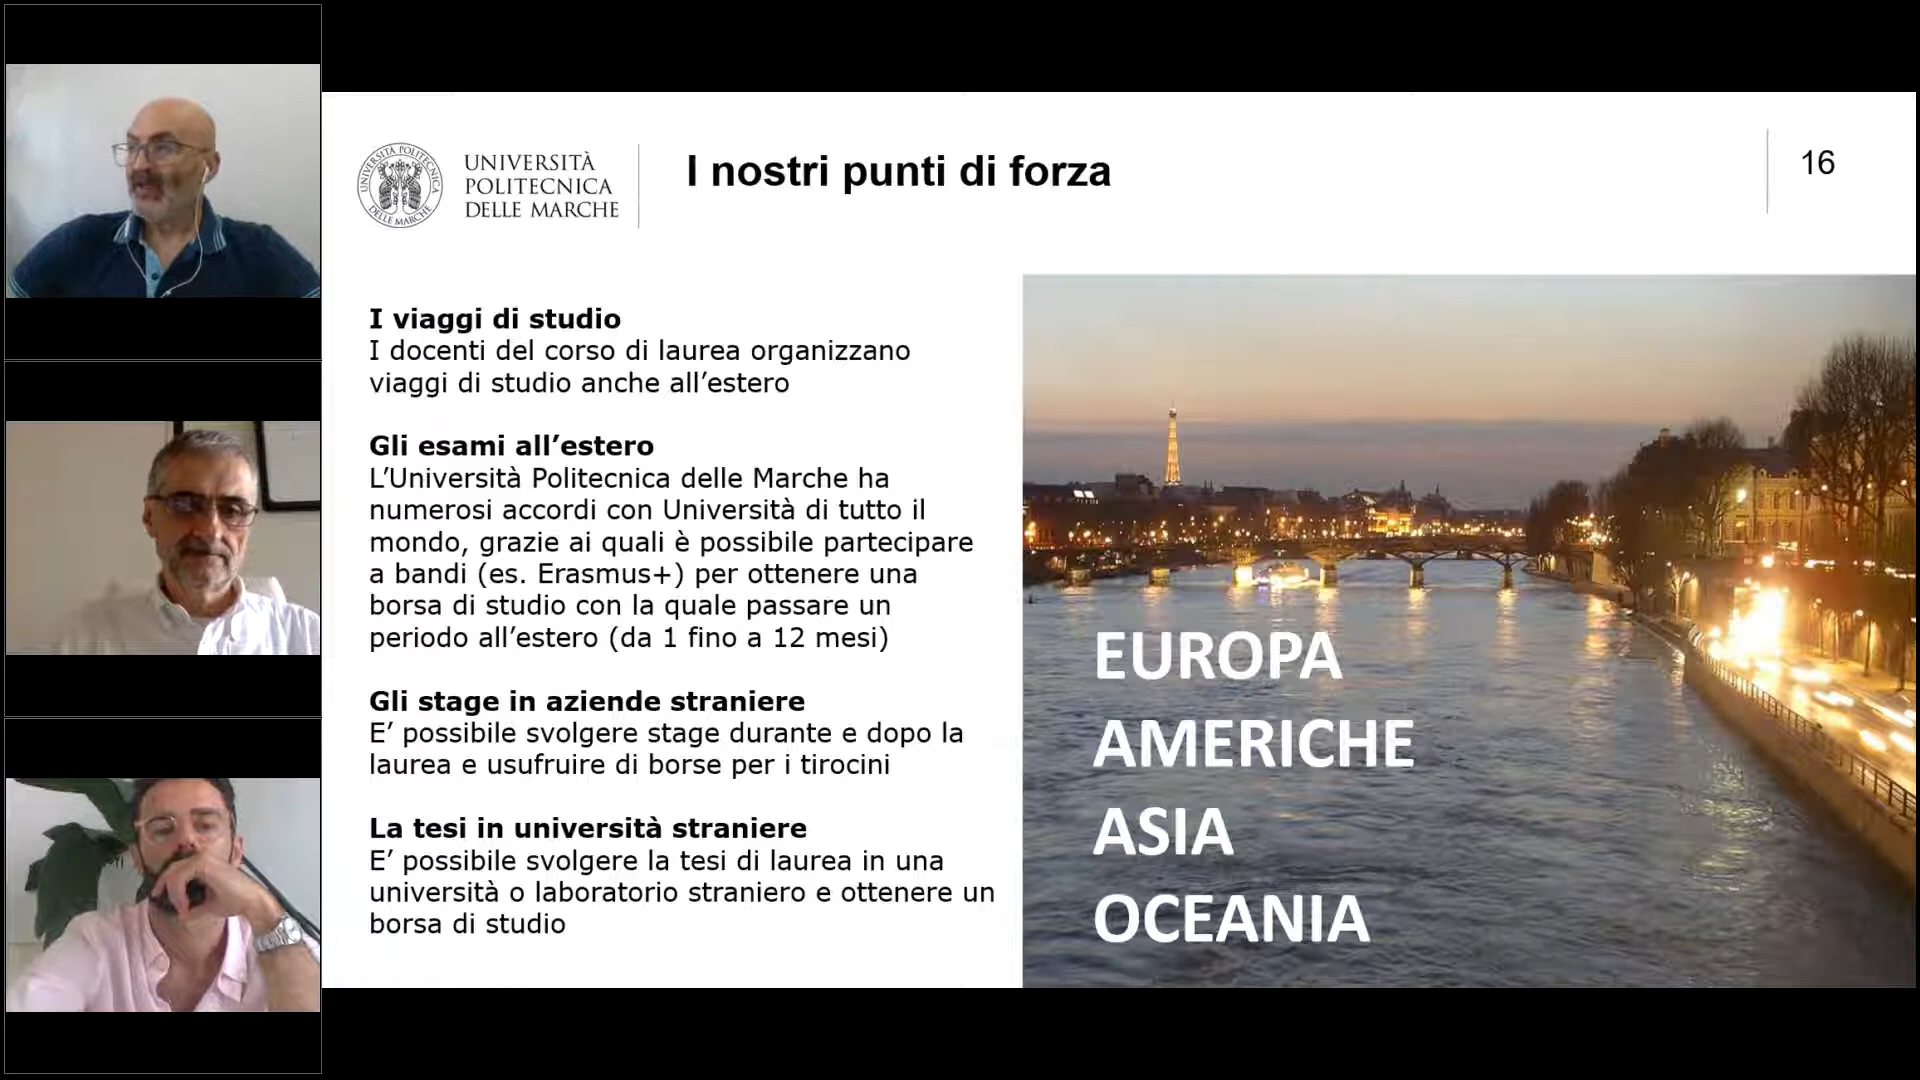 UNIVERSITÀ
POLITECNICA
DELLE MARCHE
UNIVERSITÀ POLITECNICA
DELLE MARCHE
I nostri punti di forza
16
I viaggi di studio
I docenti del corso di laurea organizzano
viaggi di studio anche all’estero
Gli esami all’estero
L’Università Politecnica delle Marche ha
numerosi accordi con Università di tutto il
mondo, grazie ai quali è possibile partecipare
a bandi (es. Erasmus+) per ottenere una
borsa di studio con la quale passare un
periodo all’estero (da 1 fino a 12 mesi)
Gli stage in aziende straniere
E’ possibile svolgere stage durante e dopo la
laurea e usufruire di borse per i tirocini
La tesi in università straniere
E’ possibile svolgere la tesi di laurea in una
università o laboratorio straniero e ottenere un
borsa di studio
EUROPA
AMERICHE
ASIA
OCEANIA